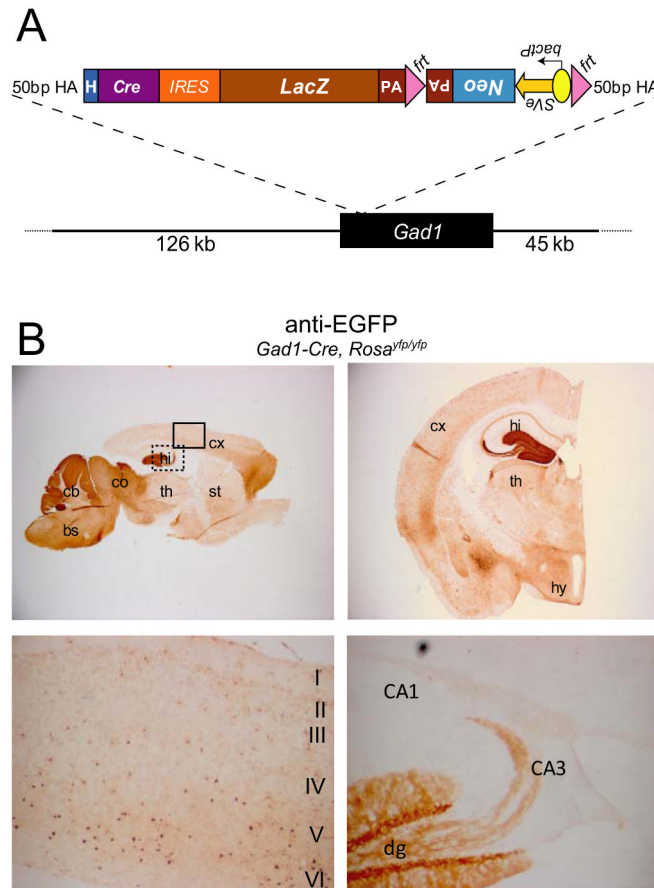 A
50bp HA H Cre IRES LacZ PA frt PA Neo SVe bactP frt 50bp HA
Gad1
126 kb 45 kb
B
anti-EGFP
Gad1-Cre, Rosa^yfp/yfp
cx hi cb co th st bs
cx hi th hy
I
II
III
IV
V
VI
CA1
CA3
dg